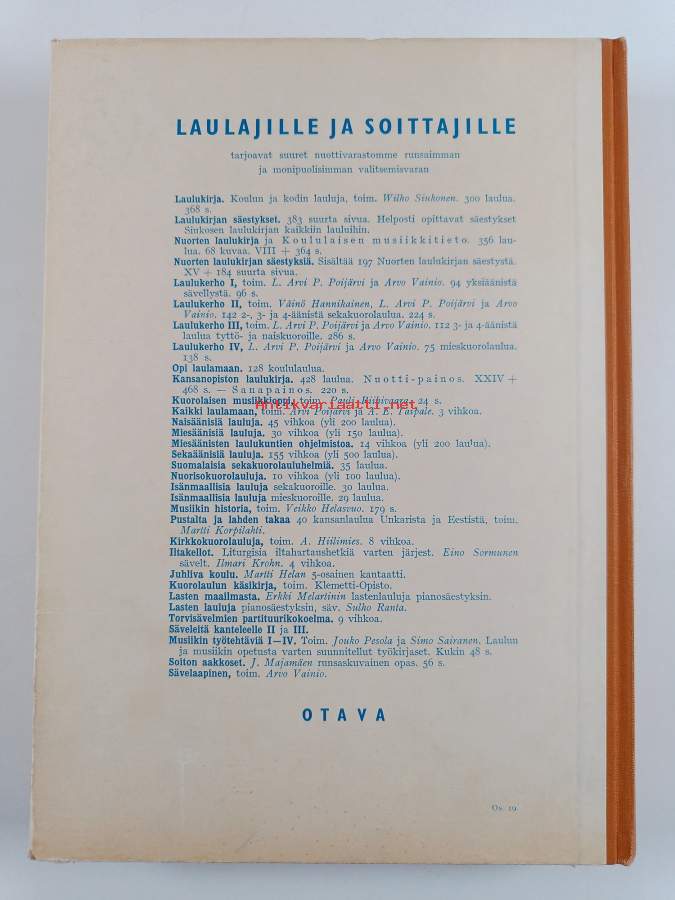 LAULAJILLE JA SOITTAJILLE
tarjoavat suuret nuottivarastomme runsaimman
ja monipuolisimman valitsemisvaran
Laulukirja. Koulun ja kodin lauluja, toim. Wilho Siukonen. 300 laulua.
368 s.
Laulukirjan säestykset. 383 suurta sivua. Helposti opittavat säestykset
Siukosen laulukirjan kaikkiin lauluihin.
Nuorten laulukirja ja Koululaisen musiikkitieto. 356 lau-
lua. 68 kuvaa. VIII + 364 s.
Nuorten laulukirjan säestyksiä. Sisältää 197 Nuorten laulukirjan säestystä.
XV + 184 suurta sivua.
Laulukerho I, toim. L. Arvi P. Poijärvi ja Arvo Vainio. 94 yksiäänistä
sävellystä. 96 s.
Laulukerho II, toim. Väinö Hannikainen, L. Arvi P. Poijärvi ja Arvo
Vainio. 142 2-, 3- ja 4-äänistä sekakuorolaulua. 224 s.
Laulukerho III, toim. L. Arvi P. Poijärvi ja Arvo Vainio. 112 3- ja 4-äänistä
laulua tyttö- ja naiskuoroille. 286 s.
Laulukerho IV, L. Arvi P. Poijärvi ja Arvo Vainio. 75 mieskuorolaulua.
138 s.
Opi laulamaan. 128 koululaulua.
Kansanopiston laulukirja. 428 laulua. Nuotti-painos. XXIV +
468 s. — Sanapainos. 220 s.
Kuorolaisen musiikkioppi, toim. Pauli Riihivaara. 24 s.
Antikvariaatti.net
Kaikki laulamaan, toim. Arvi Poijärvi ja A. E. Taipale. 3 vihkoa.
Naisäänisiä lauluja. 45 vihkoa (yli 200 laulua).
Miesäänisiä lauluja. 30 vihkoa (yli 150 laulua).
Miesäänisten laulukuntien ohjelmistoa. 14 vihkoa (yli 200 laulua).
Sekaäänisiä lauluja. 155 vihkoa (yli 500 laulua).
Suomalaisia sekakuorolauluhelmiä. 35 laulua.
Nuorisokuorolauluja. 10 vihkoa (yli 100 laulua).
Isänmaallisia lauluja sekakuoroille. 30 laulua.
Isänmaallisia lauluja mieskuoroille. 29 laulua.
Musiikin historia, toim. Veikko Helasvuo. 179 s.
Pustalta ja lahden takaa 40 kansanlaulua Unkarista ja Eestistä, toim.
Martti Korpilahti.
Kirkkokuorolauluja, toim. A. Hiilimies. 8 vihkoa.
Iltakellot. Liturgisia iltahartaushetkiä varten järjest. Eino Sormunen
sävelt. Ilmari Krohn. 4 vihkoa.
Juhliva koulu. Martti Helan 5-osainen kantaatti.
Kuorolaulun käsikirja, toim. Klemetti-Opisto.
Lasten maailmasta. Erkki Melartinin lastenlauluja pianosäestyksin.
Lasten lauluja pianosäestyksin, säv. Sulho Ranta.
Torvisävelmien partituurikokoelma. 9 vihkoa.
Säveleitä kanteleelle II ja III.
Musiikin työtehtäviä I—IV. Toim. Jouko Pesola ja Simo Sairanen. Laulun
ja musiikin opetusta varten suunnitellut työkirjaset. Kukin 48 s.
Soiton aakkoset. J. Majamäen runsaskuvainen opas. 56 s.
Sävelaapinen, toim. Arvo Vainio.
OTAVA
Os. 19